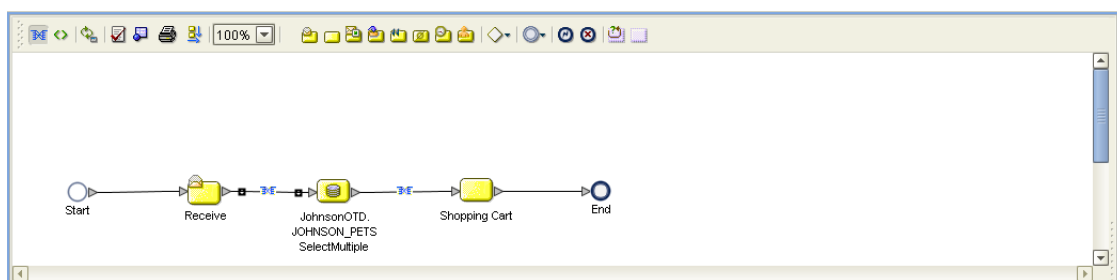 100%
Start
Receive
JohnsonOTD.
JOHNSON_PETS
SelectMultiple
Shopping Cart
End